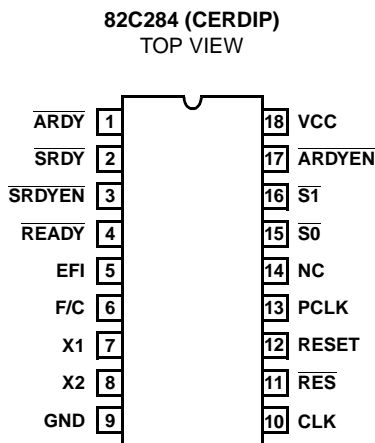 82C284 (CERDIP)
TOP VIEW
ARDY 1 18 VCC
SRDY 2 17 ARDYEN
SRDYEN 3 16 S1
READY 4 15 S0
EFI 5 14 NC
F/C 6 13 PCLK
X1 7 12 RESET
X2 8 11 RES
GND 9 10 CLK